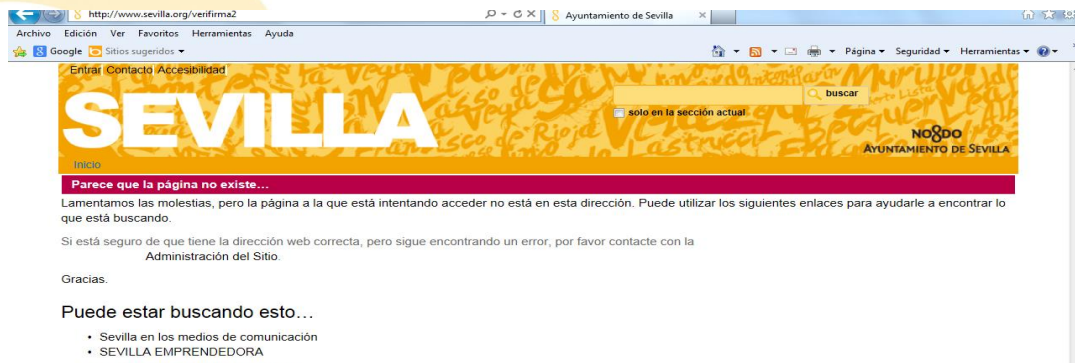 http://www.sevilla.org/verifirma2
Ayuntamiento de Sevilla
Archivo Edición Ver Favoritos Herramientas Ayuda
Google Sitios sugeridos
Página Seguridad Herramientas
Entrar Contacto Accesibilidad
SEVILLA
buscar
solo en la sección actual
NO8DO
AYUNTAMIENTO DE SEVILLA
Inicio
Parece que la página no existe...
Lamentamos las molestias, pero la página a la que está intentando acceder no está en esta dirección. Puede utilizar los siguientes enlaces para ayudarle a encontrar lo
que está buscando.
Si está seguro de que tiene la dirección web correcta, pero sigue encontrando un error, por favor contacte con la
Administración del Sitio.
Gracias.
Puede estar buscando esto...
• Sevilla en los medios de comunicación
• SEVILLA EMPRENDEDORA